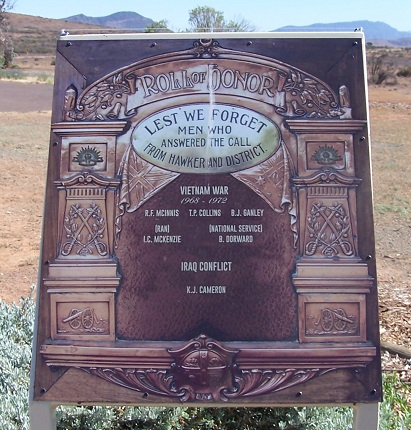 ROLL OF HONOR
LEST WE FORGET
MEN WHO
ANSWERED THE CALL
FROM HAWKER AND DISTRICT.
VIETNAM WAR
1968 - 1972
R.F. MCINNIS T.P. COLLINS B.J. GANLEY
(RAN) (NATIONAL SERVICE)
I.C. MCKENZIE B. DORWARD
IRAQ CONFLICT
K.J. CAMERON